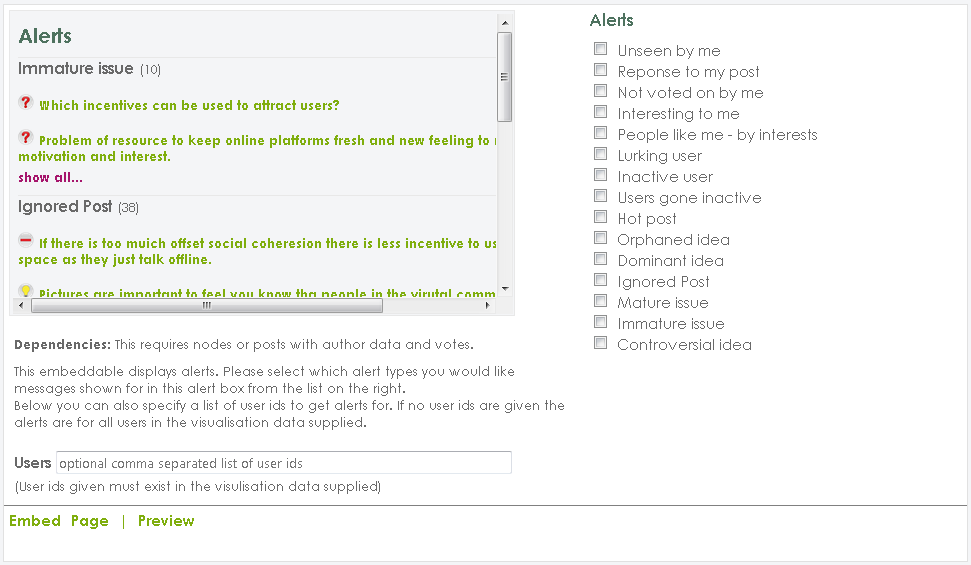 Alerts
Immature issue (10)
Which incentives can be used to attract users?
Problem of resource to keep online platforms fresh and new feeling to
motivation and interest.
show all...
Ignored Post (38)
If there is too muich offset social coheresion there is less incentive to us
space as they just talk offline.
Pictures are important to feel you know tha people in the virutal comm
Dependencies: This requires nodes or posts with author data and votes.
This embeddable displays alerts. Please select which alert types you would like
messages shown for in this alert box from the list on the right.
Below you can also specify a list of user ids to get alerts for. If no user ids are given the
alerts are for all users in the visualisation data supplied.
Users optional comma separated list of user ids
(User ids given must exist in the visulisation data supplied)
Embed Page | Preview
Alerts
Unseen by me
Reponse to my post
Not voted on by me
Interesting to me
People like me - by interests
Lurking user
Inactive user
Users gone inactive
Hot post
Orphaned idea
Dominant idea
Ignored Post
Mature issue
Immature issue
Controversial idea